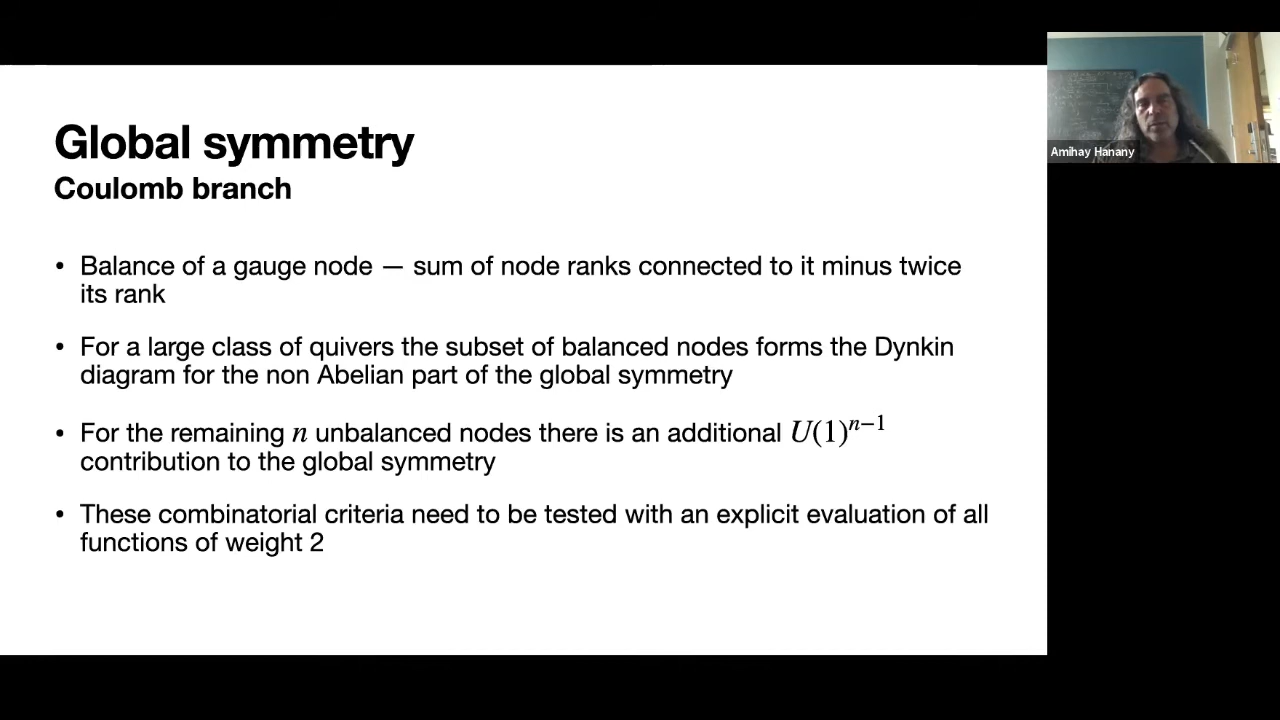 Global symmetry
Coulomb branch
• Balance of a gauge node — sum of node ranks connected to it minus twice
its rank
• For a large class of quivers the subset of balanced nodes forms the Dynkin
diagram for the non Abelian part of the global symmetry
• For the remaining n unbalanced nodes there is an additional U(1)^{n−1}
contribution to the global symmetry
• These combinatorial criteria need to be tested with an explicit evaluation of all
functions of weight 2
Amihay Hanany